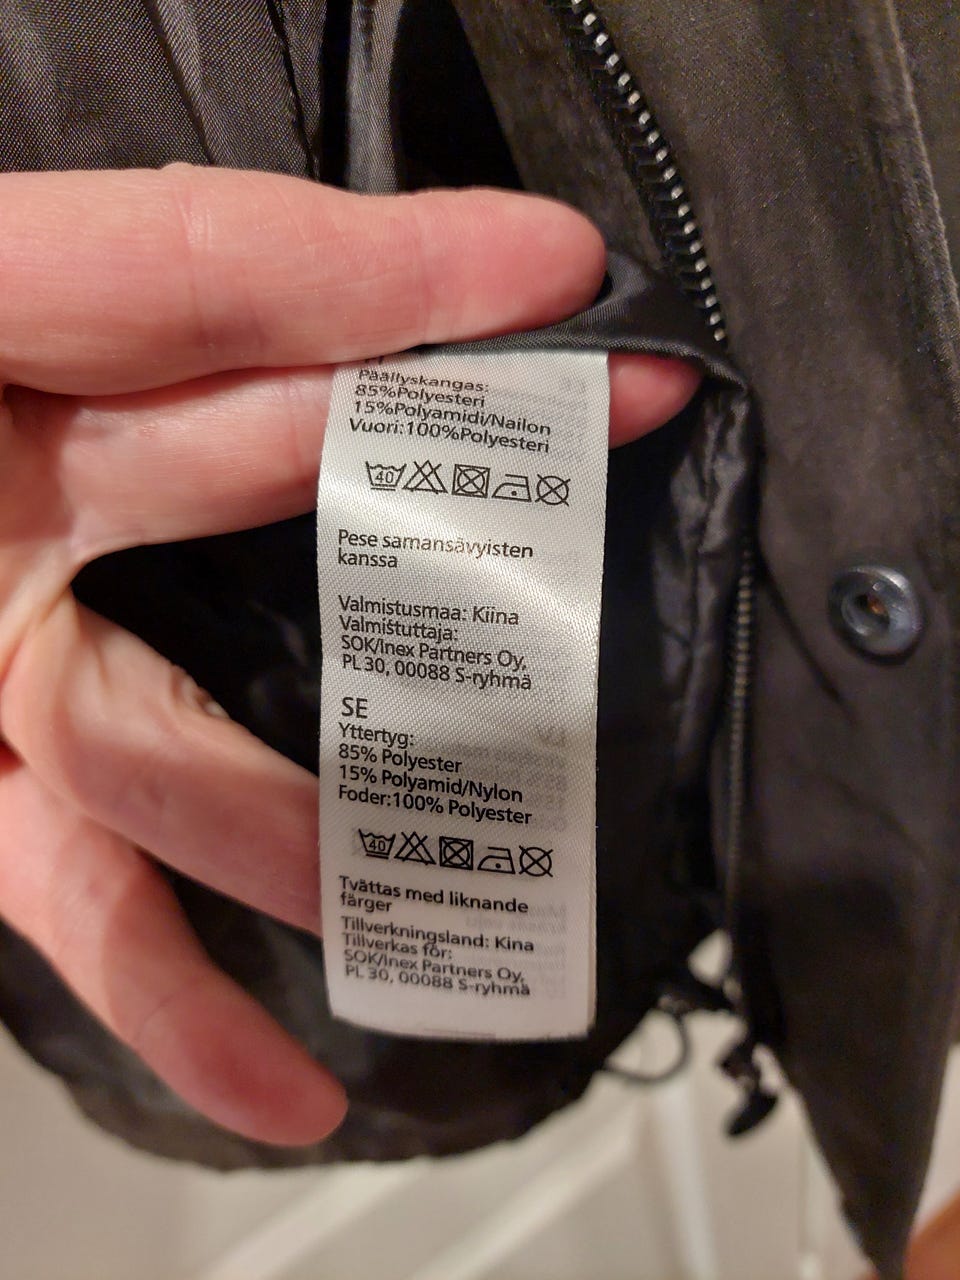 Päällyskangas:
85%Polyesteri
15%Polyamidi/Nailon
Vuori:100%Polyesteri
40
Pese samansävyisten
kanssa
Valmistusmaa: Kiina
Valmistuttaja:
SOK/Inex Partners Oy,
PL 30, 00088 S-ryhmä
SE
Yttertyg:
85% Polyester
15% Polyamid/Nylon
Foder:100% Polyester
40
Tvättas med liknande
färger
Tillverkningsland: Kina
Tillverkas för:
SOK/Inex Partners Oy,
PL 30, 00088 S-ryhmä